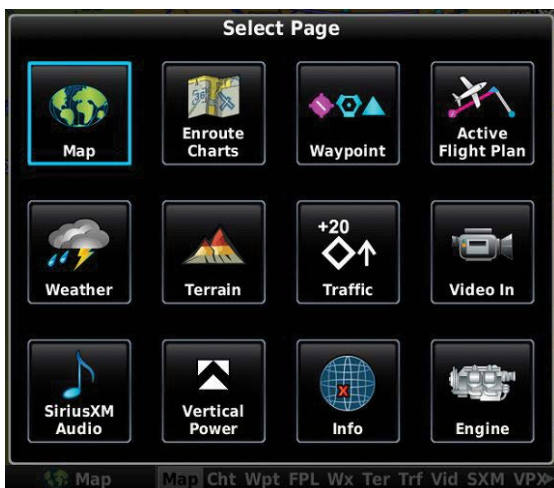 Select Page
Map
Enroute
Charts
Waypoint
Active
Flight Plan
Weather
Terrain
+20
Traffic
Video In
SiriusXM
Audio
Vertical
Power
X
Info
Engine
Map Map Cht Wpt FPL Wx Ter Trf Vid SXM VPX